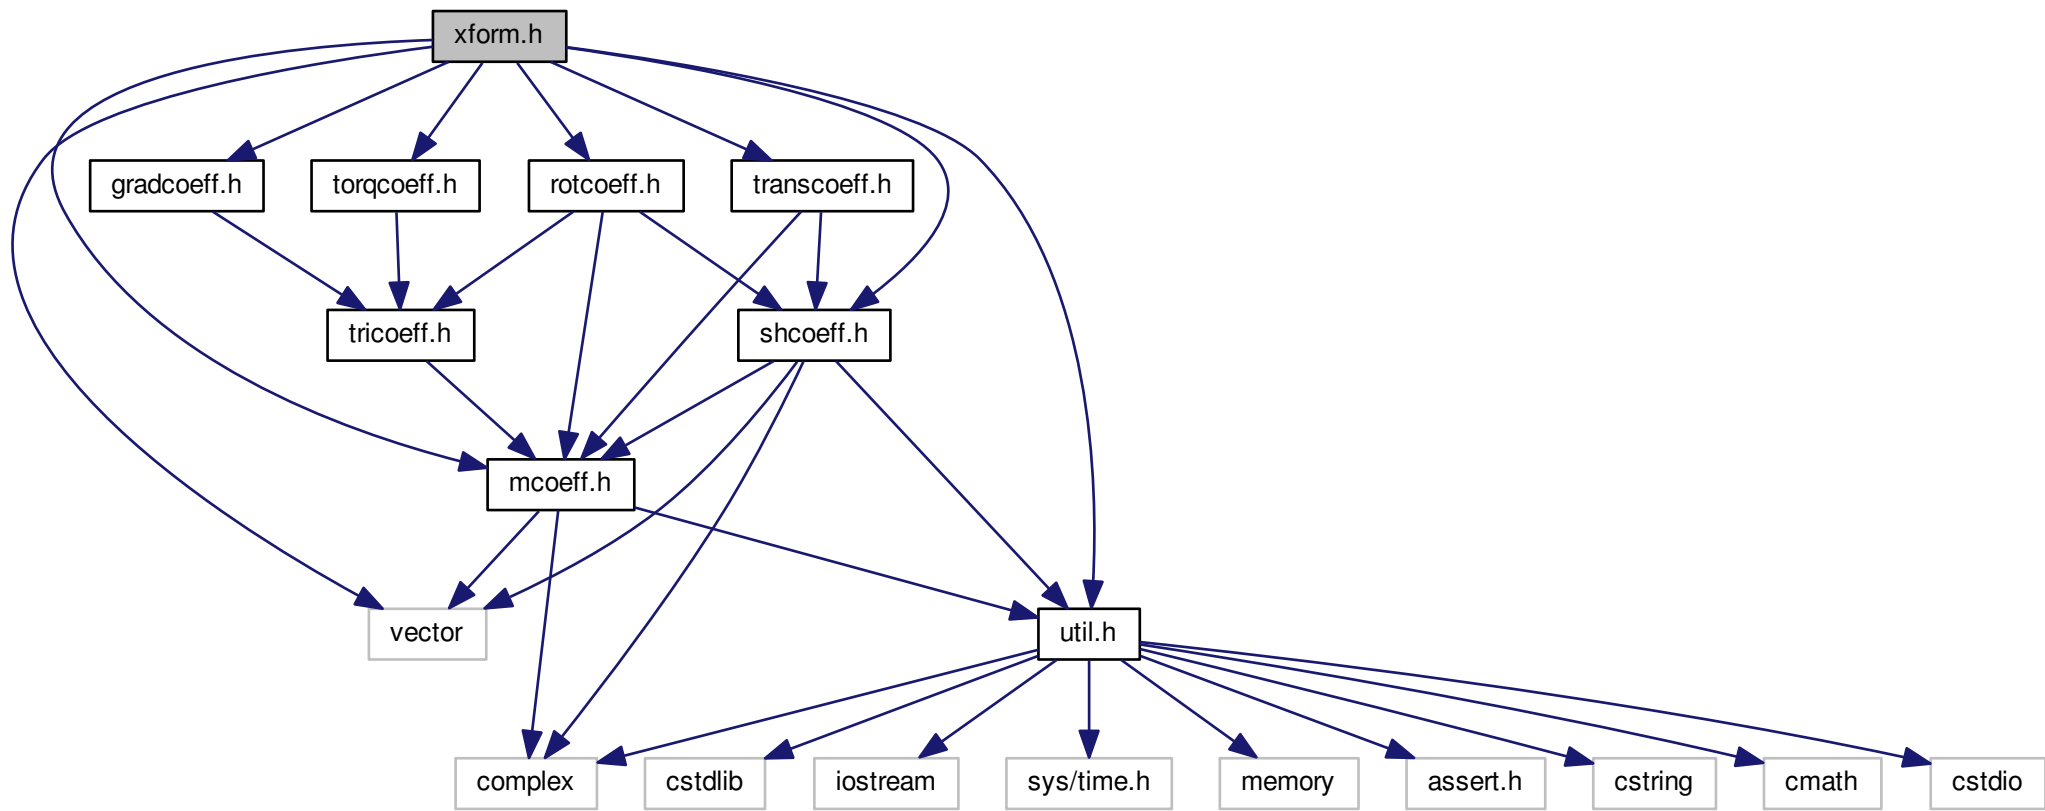 xform.h
gradcoeff.h
torqcoeff.h
rotcoeff.h
transcoeff.h
tricoeff.h
shcoeff.h
mcoeff.h
vector
util.h
complex
cstdlib
iostream
sys/time.h
memory
assert.h
cstring
cmath
cstdio